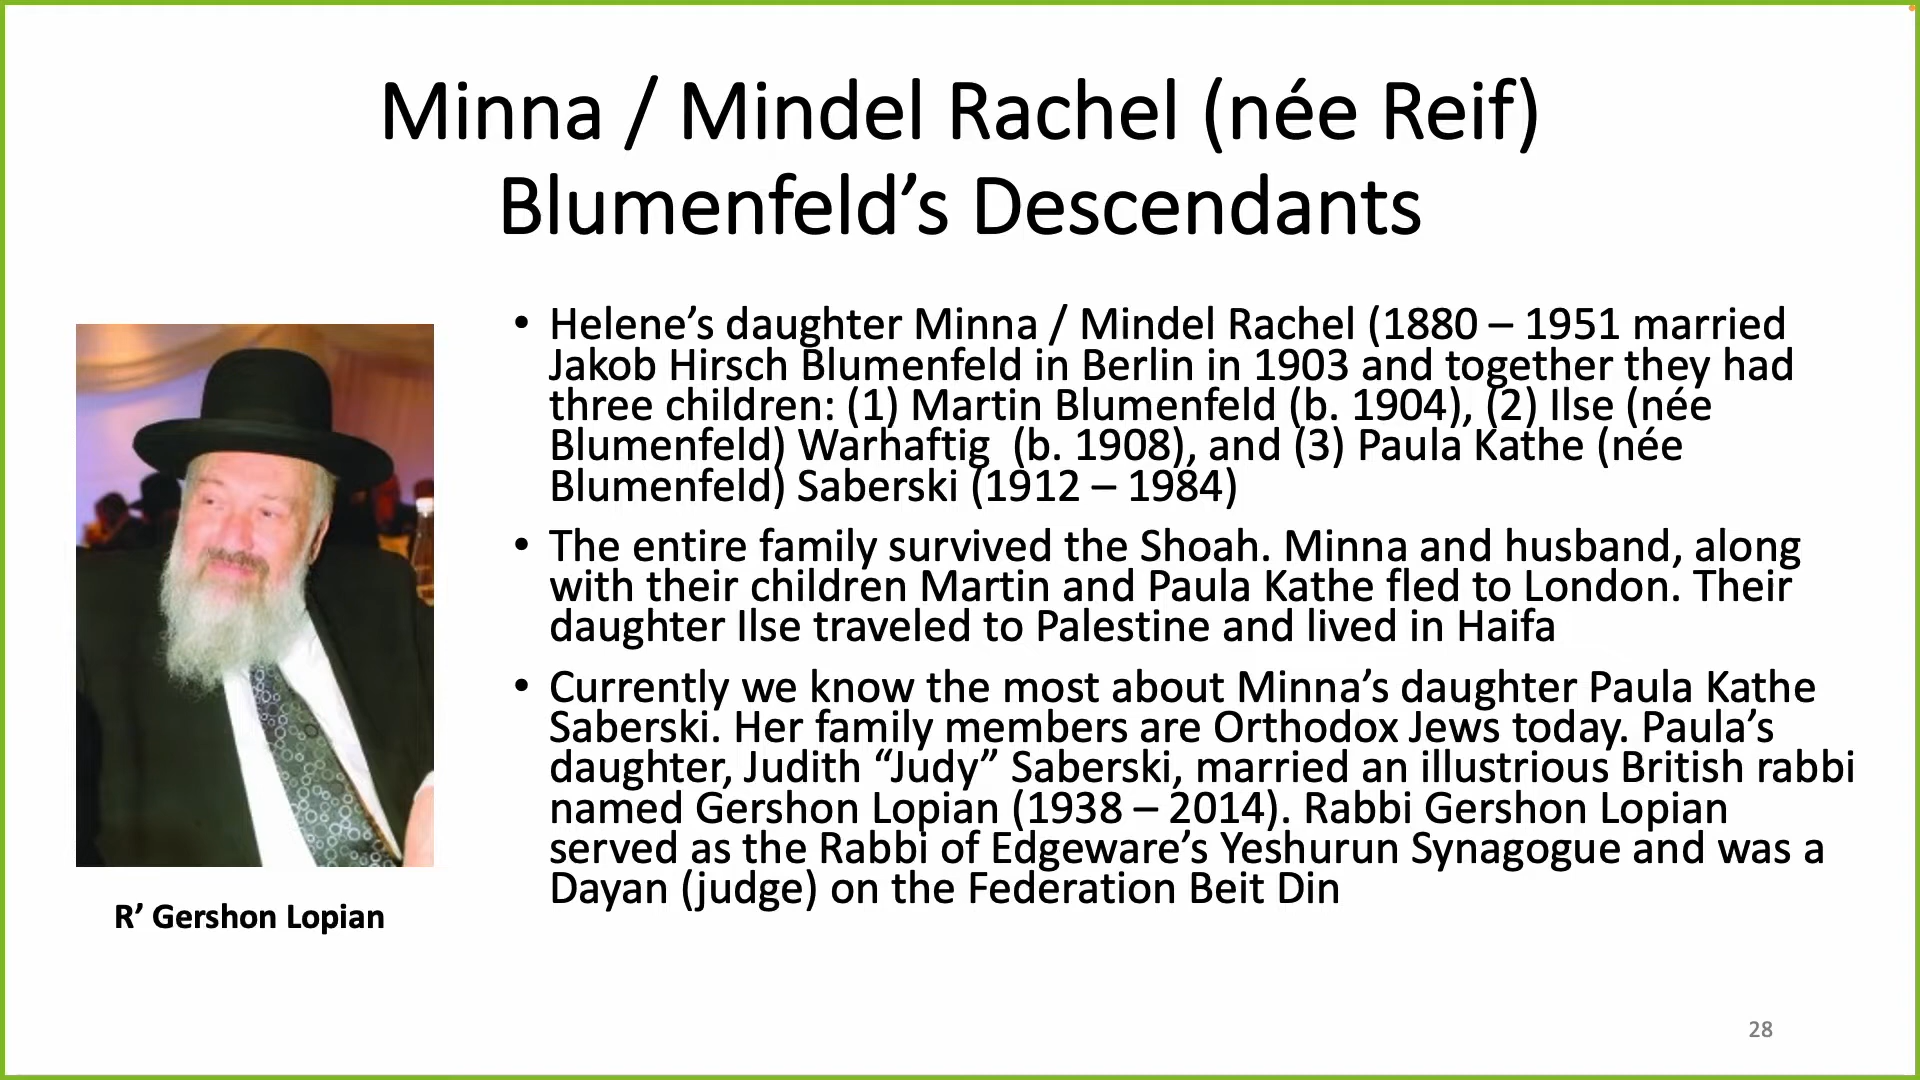 Minna / Mindel Rachel (née Reif)
Blumenfeld’s Descendants
• Helene’s daughter Minna / Mindel Rachel (1880 – 1951 married
Jakob Hirsch Blumenfeld in Berlin in 1903 and together they had
three children: (1) Martin Blumenfeld (b. 1904), (2) Ilse (née
Blumenfeld) Warhaftig  (b. 1908), and (3) Paula Kathe (née
Blumenfeld) Saberski (1912 – 1984)
• The entire family survived the Shoah. Minna and husband, along
with their children Martin and Paula Kathe fled to London. Their
daughter Ilse traveled to Palestine and lived in Haifa
• Currently we know the most about Minna’s daughter Paula Kathe
Saberski. Her family members are Orthodox Jews today. Paula’s
daughter, Judith “Judy” Saberski, married an illustrious British rabbi
named Gershon Lopian (1938 – 2014). Rabbi Gershon Lopian
served as the Rabbi of Edgeware’s Yeshurun Synagogue and was a
Dayan (judge) on the Federation Beit Din
R’ Gershon Lopian
28